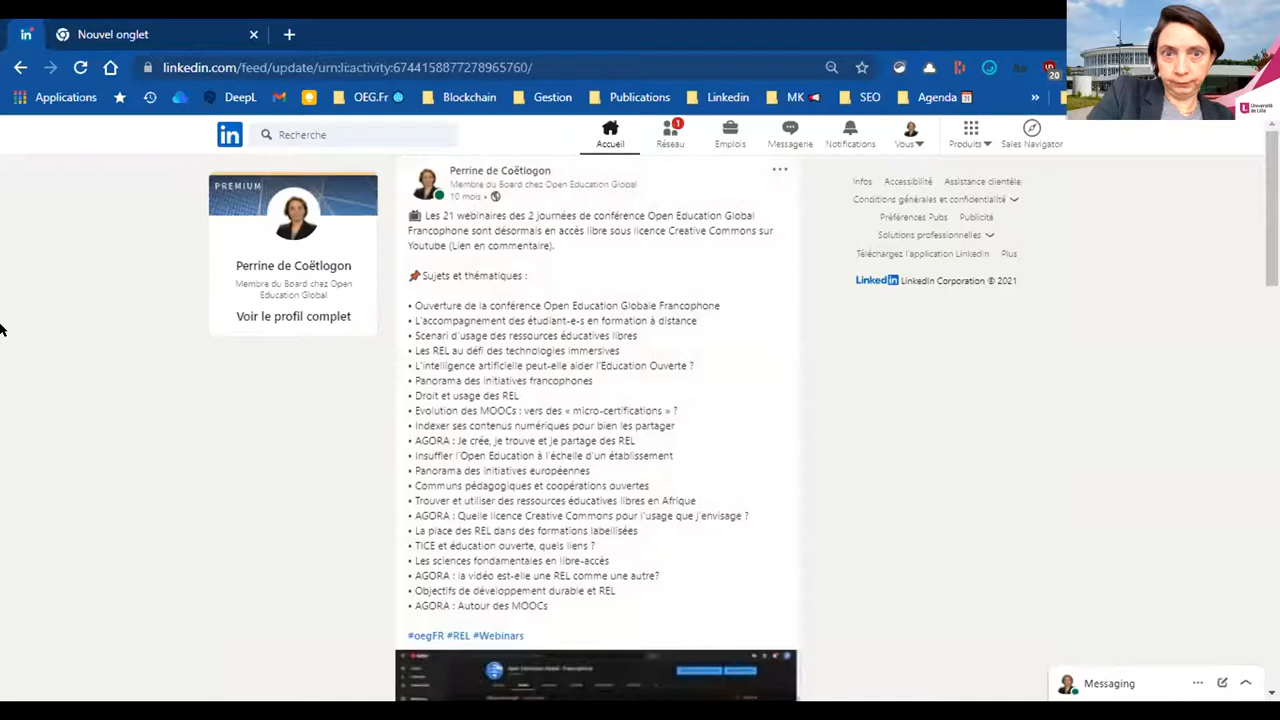 Nouvel onglet
linkedin.com/feed/update/urn:li:activity:6744157
Applications DeepL OEG.Fr Blockchain Gestion Publications Linkedin MK SEO Agenda
20
Université de Lille
in Recherche
Accueil Réseau Emplois Messagerie Notifications Vous Produits Sales Navigator
1
PREMIUM
Perrine de Coëtlogon
Membre du Board chez Open
Education Global
Voir le profil complet
Perrine de Coëtlogon
Membre du Board chez Open Education Global
10 mois •
Les 21 webinaires des 2 journées de conférence Open Education Global
Francophone sont désormais en accès libre sous licence Creative Commons sur
Youtube (Lien en commentaire).
Sujets et thématiques :
• Ouverture de la conférence Open Education Globale Francophone
• L'accompagnement des étudiant-e-s en formation à distance
• Scenari d'usage des ressources éducatives libres
• Les REL au défi des technologies immersives
• L'intelligence artificielle peut-elle aider l'Education Ouverte ?
• Panorama des initiatives francophones
• Droit et usage des REL
• Evolution des MOOCs : vers des « micro-certifications » ?
• Indexer ses contenus numériques pour bien les partager
• AGORA : Je crée, je trouve et je partage des REL
• Insuffler l'Open Education à l'échelle d'un établissement
• Panorama des initiatives européennes
• Communs pédagogiques et coopérations ouvertes
• Trouver et utiliser des ressources éducatives libres en Afrique
• AGORA : Quelle licence Creative Commons pour l'usage que j'envisage ?
• La place des REL dans des formations labellisées
• TICE et éducation ouverte, quels liens ?
• Les sciences fondamentales en libre-accès
• AGORA : la vidéo est-elle une REL comme une autre?
• Objectifs de développement durable et REL
• AGORA : Autour des MOOCs
#oegFR #REL #Webinars
Infos Accessibilité Assistance clientèle
Conditions générales et confidentialité
Préférences Pubs Publicité
Solutions professionnelles
Téléchargez l'application LinkedIn Plus
LinkedIn LinkedIn Corporation © 2021
Messaging